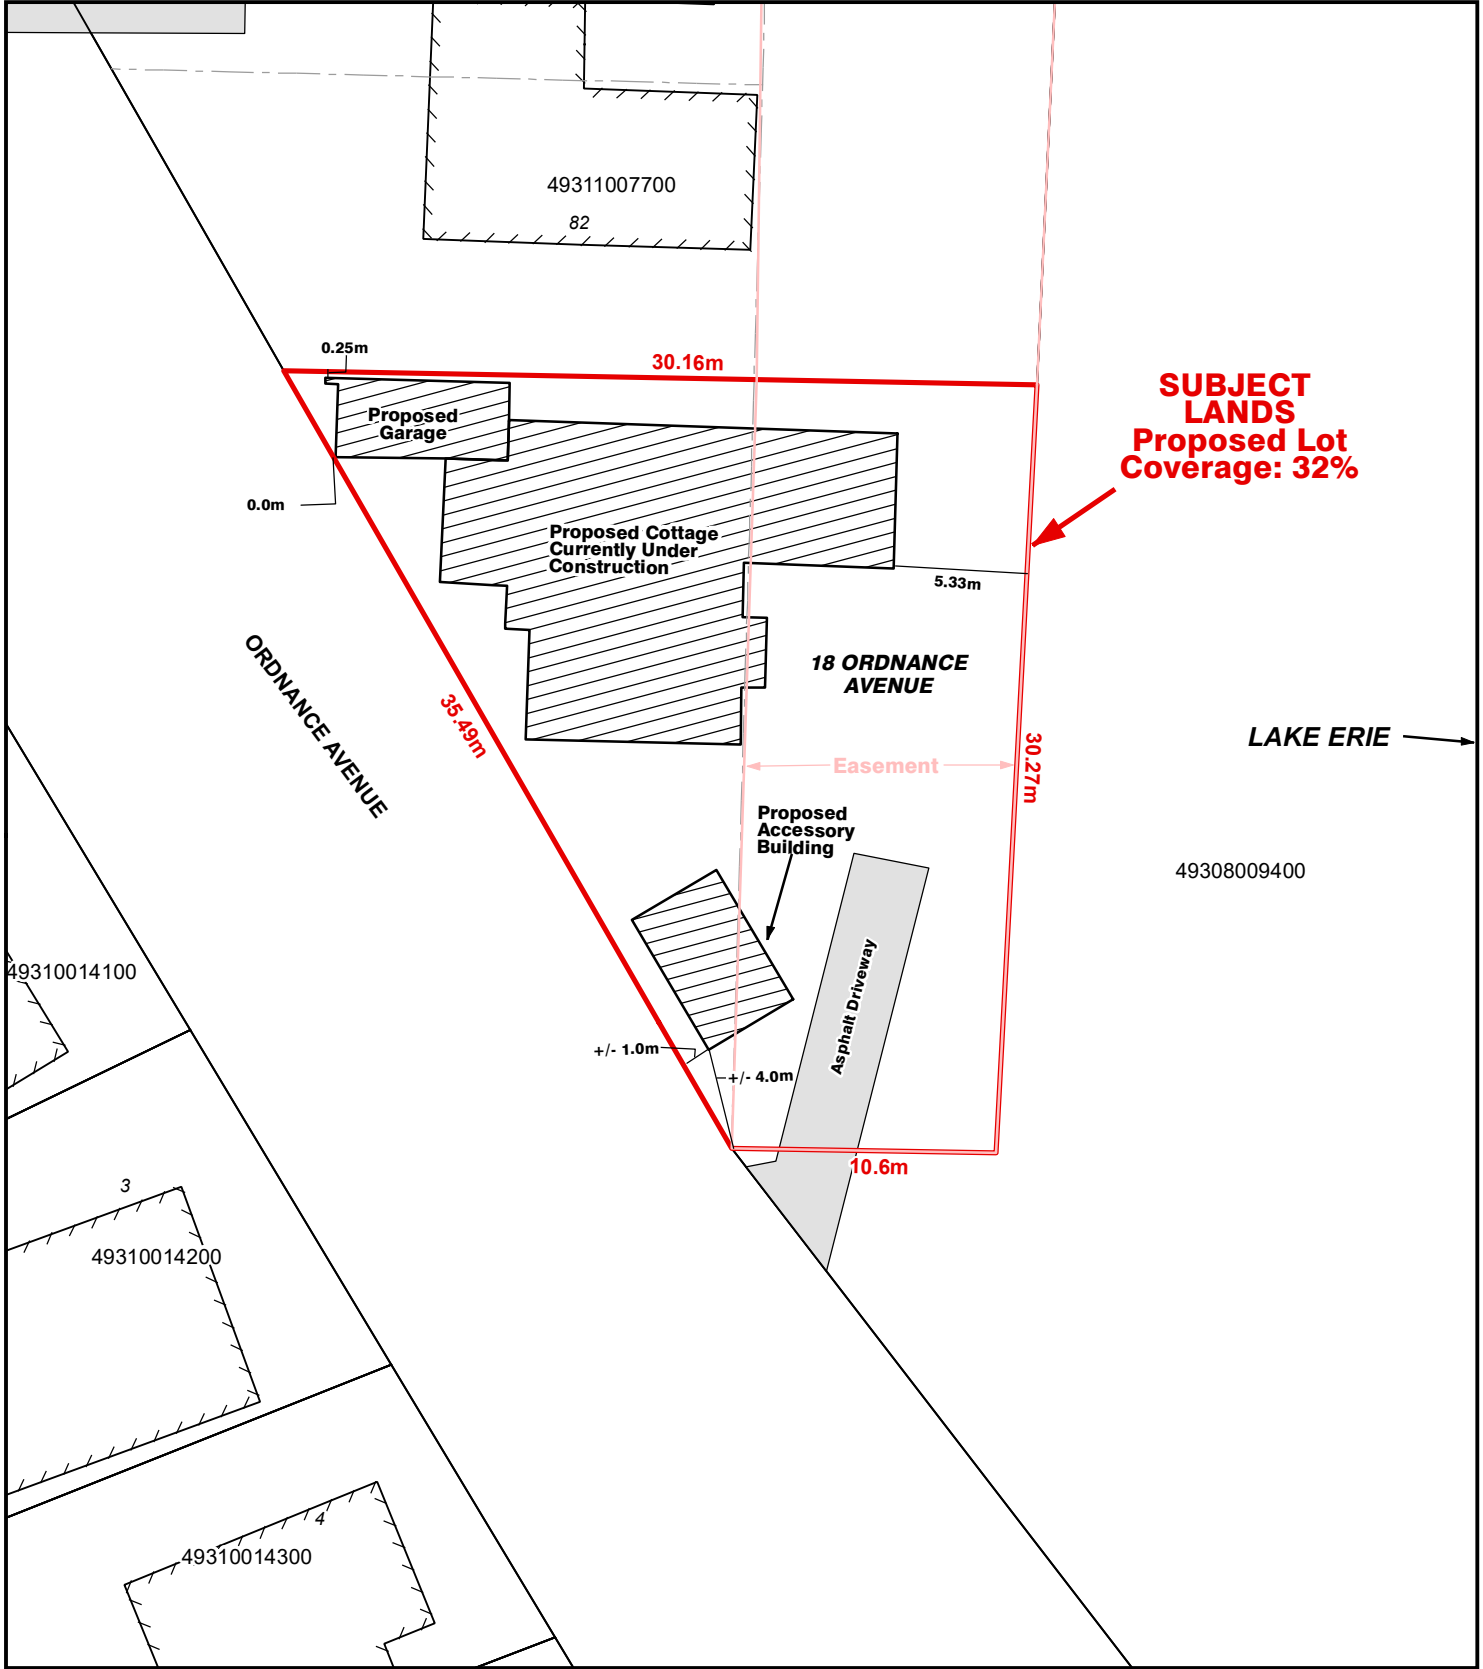 49311007700
82
0.25m
30.16m
SUBJECT
LANDS
Proposed Lot
Coverage: 32%
Proposed
Garage
0.0m
Proposed Cottage
Currently Under
Construction
5.33m
ORDNANCE AVENUE
18 ORDNANCE
AVENUE
35.49m
LAKE ERIE
30.27m
Easement
Proposed
Accessory
Building
49308009400
49310014100
Asphalt Driveway
+/- 1.0m
+/- 4.0m
10.6m
3
49310014200
4
49310014300